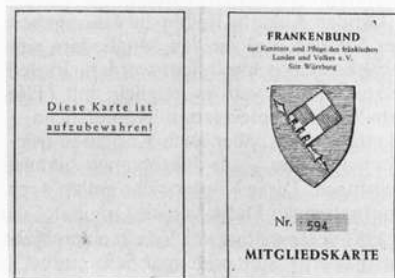 Diese Karte ist
aufzubewahren!
FRANKENBUND
zur Kenntnis und Pflege des fränkischen
Landes und Volkes e. V.
Sitz Würzburg
Nr. 594
MITGLIEDSKARTE